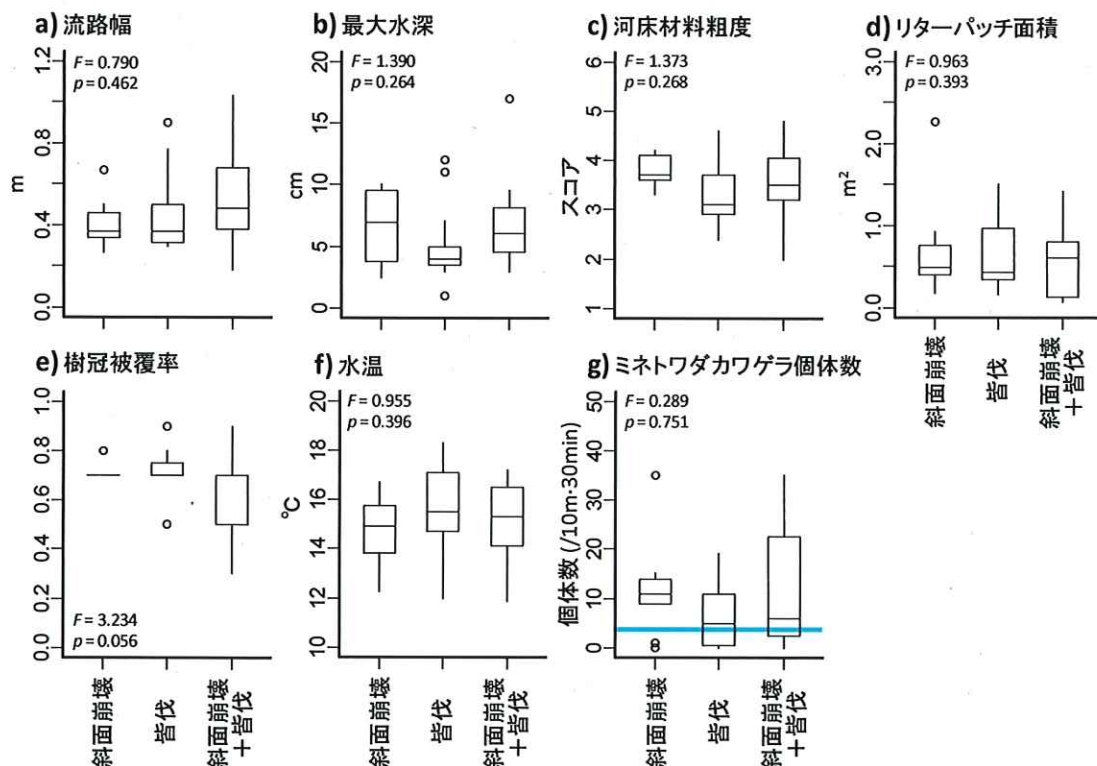 a) 流路幅
F = 0.790
p = 0.462
1.2
0.8
0.4
0.0
m
b) 最大水深
F = 1.390
p = 0.264
20
15
10
5
0
cm
c) 河床材料粗度
F = 1.373
p = 0.268
6
5
4
3
2
1
スコア
d) リターパッチ面積
F = 0.963
p = 0.393
3.0
2.0
1.0
0.0
m²
斜面崩壊
皆伐
斜面崩壊
+皆伐
e) 樹冠被覆率
1.0
0.8
0.6
0.4
0.2
0.0
F = 3.234
p = 0.056
斜面崩壊
皆伐
斜面崩壊
+皆伐
f) 水温
F = 0.955
p = 0.396
20
18
16
14
12
10
℃
斜面崩壊
皆伐
斜面崩壊
+皆伐
g) ミネトワダカワゲラ個体数
F = 0.289
p = 0.751
50
40
30
20
10
0
個体数 (/10m·30min)
斜面崩壊
皆伐
斜面崩壊
+皆伐